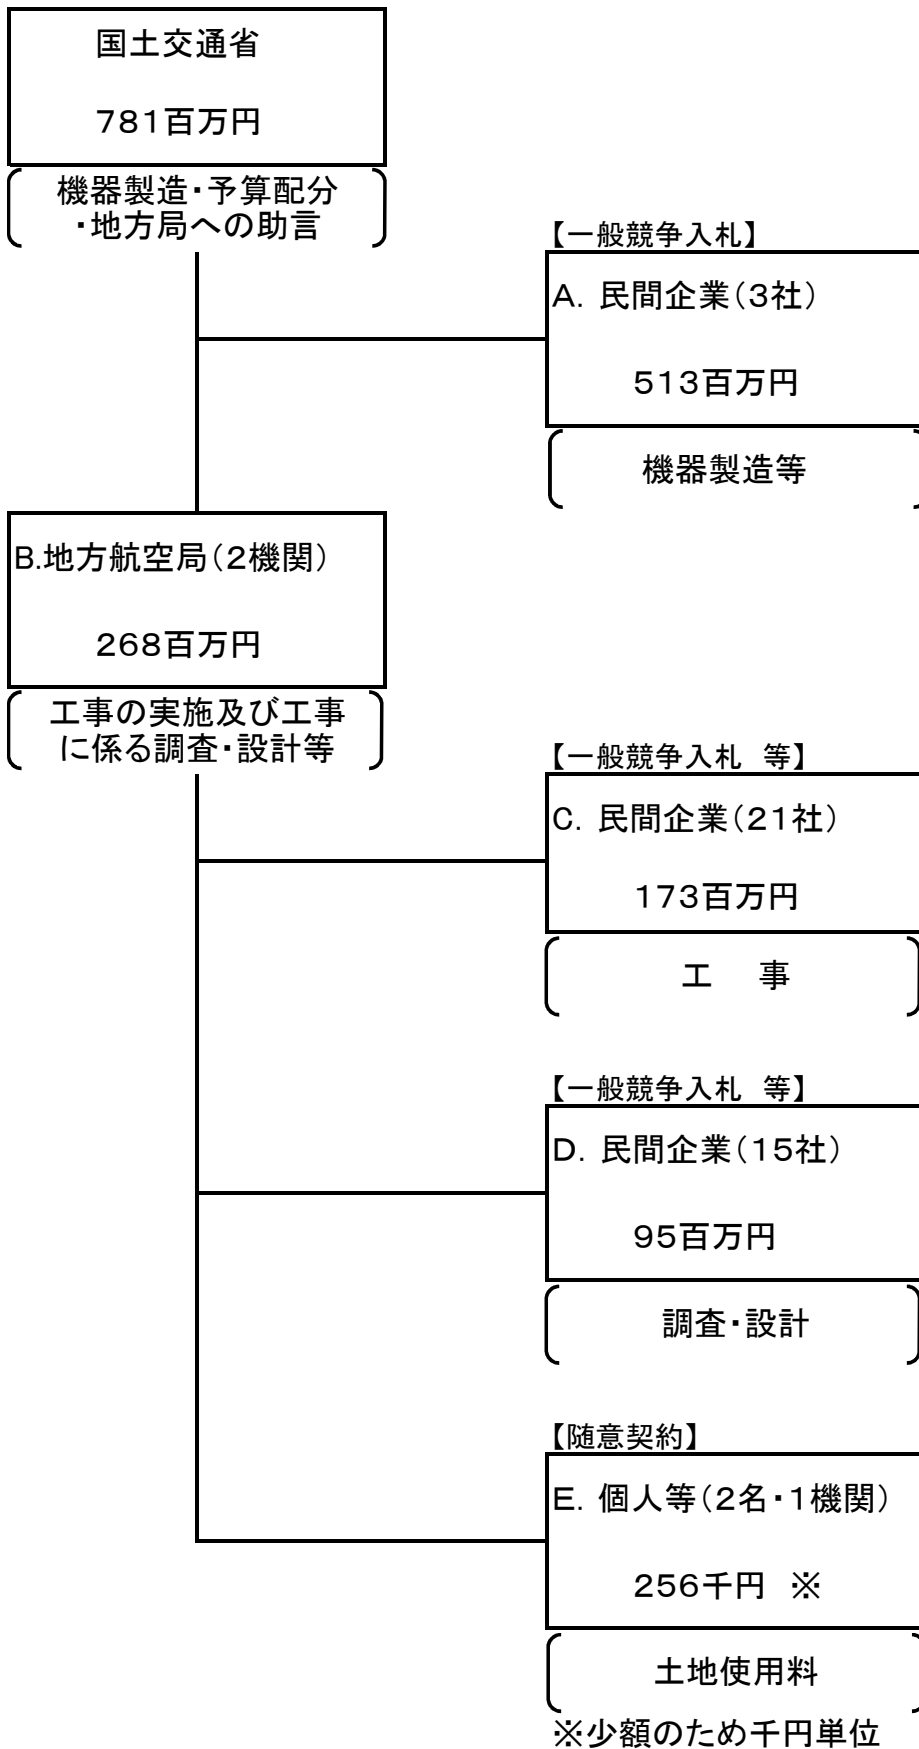 国土交通省
７８１百万円
機器製造・予算配分
・地方局への助言
【一般競争入札】
Ａ．民間企業（３社）
５１３百万円
機器製造等
Ｂ.地方航空局（２機関）
２６８百万円
工事の実施及び工事
に係る調査・設計等
【一般競争入札　等】
Ｃ．民間企業（２１社）
１７３百万円
工　事
【一般競争入札　等】
Ｄ．民間企業（１５社）
９５百万円
調査・設計
【随意契約】
Ｅ．個人等（２名・１機関）
２５６千円　※
土地使用料
※少額のため千円単位